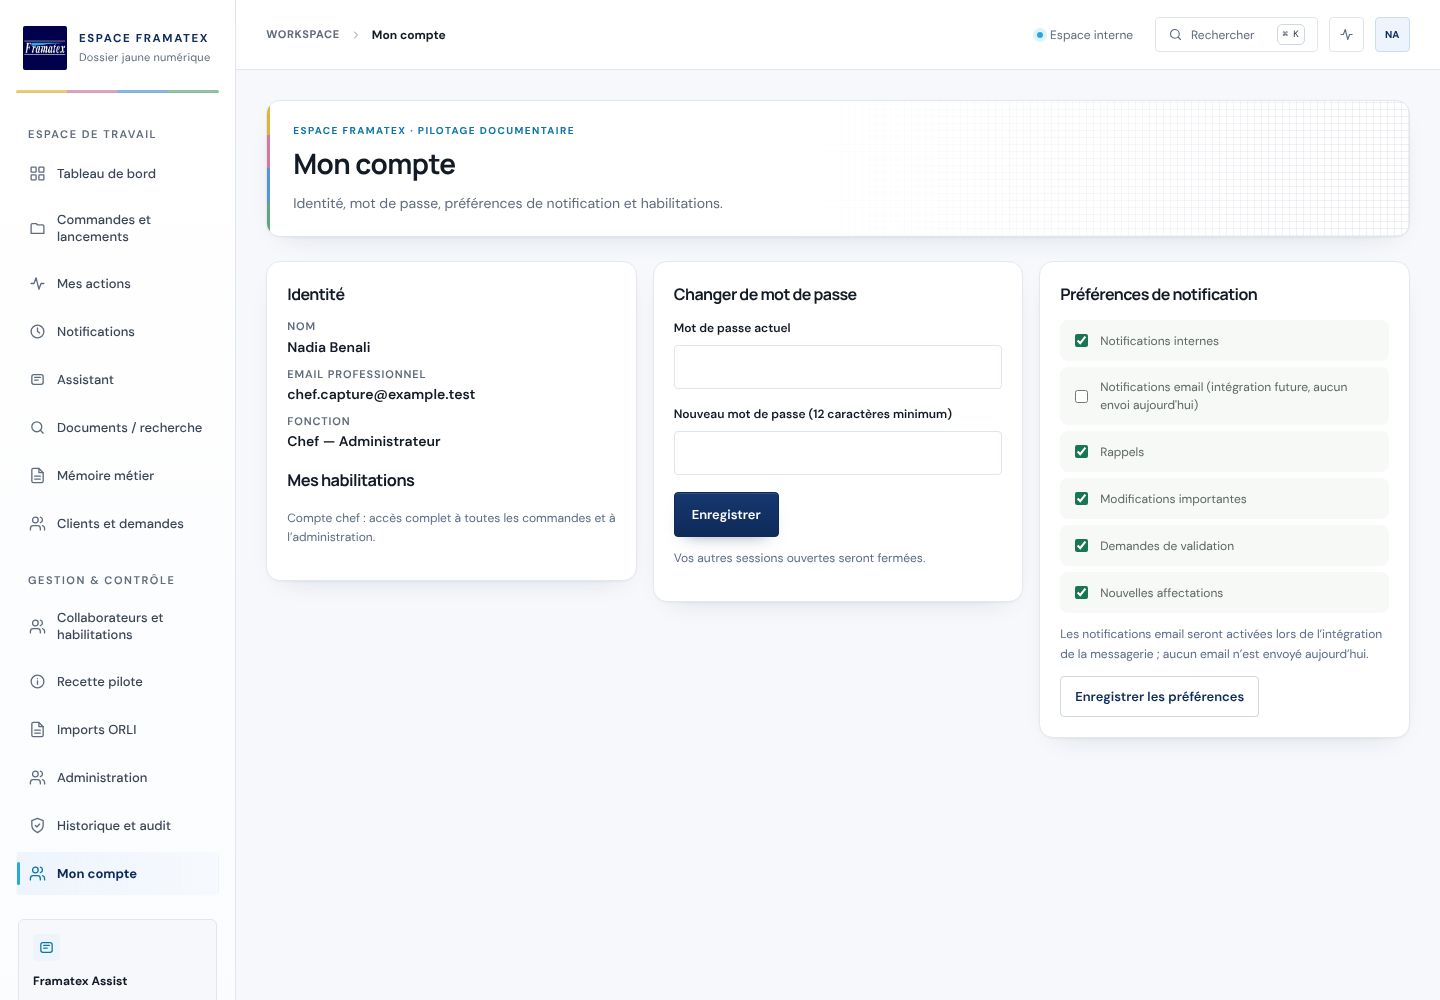 Framatex
ESPACE FRAMATEX
Dossier jaune numérique
ESPACE DE TRAVAIL
Tableau de bord
Commandes et
lancements
Mes actions
Notifications
Assistant
Documents / recherche
Mémoire métier
Clients et demandes
GESTION & CONTRÔLE
Collaborateurs et
habilitations
Recette pilote
Imports ORLI
Administration
Historique et audit
Mon compte
Framatex Assist
WORKSPACE > Mon compte
Espace interne
Rechercher ⌘ K
NA
ESPACE FRAMATEX · PILOTAGE DOCUMENTAIRE
Mon compte
Identité, mot de passe, préférences de notification et habilitations.
Identité
NOM
Nadia Benali
EMAIL PROFESSIONNEL
chef.capture@example.test
FONCTION
Chef — Administrateur
Mes habilitations
Compte chef : accès complet à toutes les commandes et à
l’administration.
Changer de mot de passe
Mot de passe actuel
Nouveau mot de passe (12 caractères minimum)
Enregistrer
Vos autres sessions ouvertes seront fermées.
Préférences de notification
Notifications internes
Notifications email (intégration future, aucun
envoi aujourd'hui)
Rappels
Modifications importantes
Demandes de validation
Nouvelles affectations
Les notifications email seront activées lors de l’intégration
de la messagerie ; aucun email n’est envoyé aujourd’hui.
Enregistrer les préférences